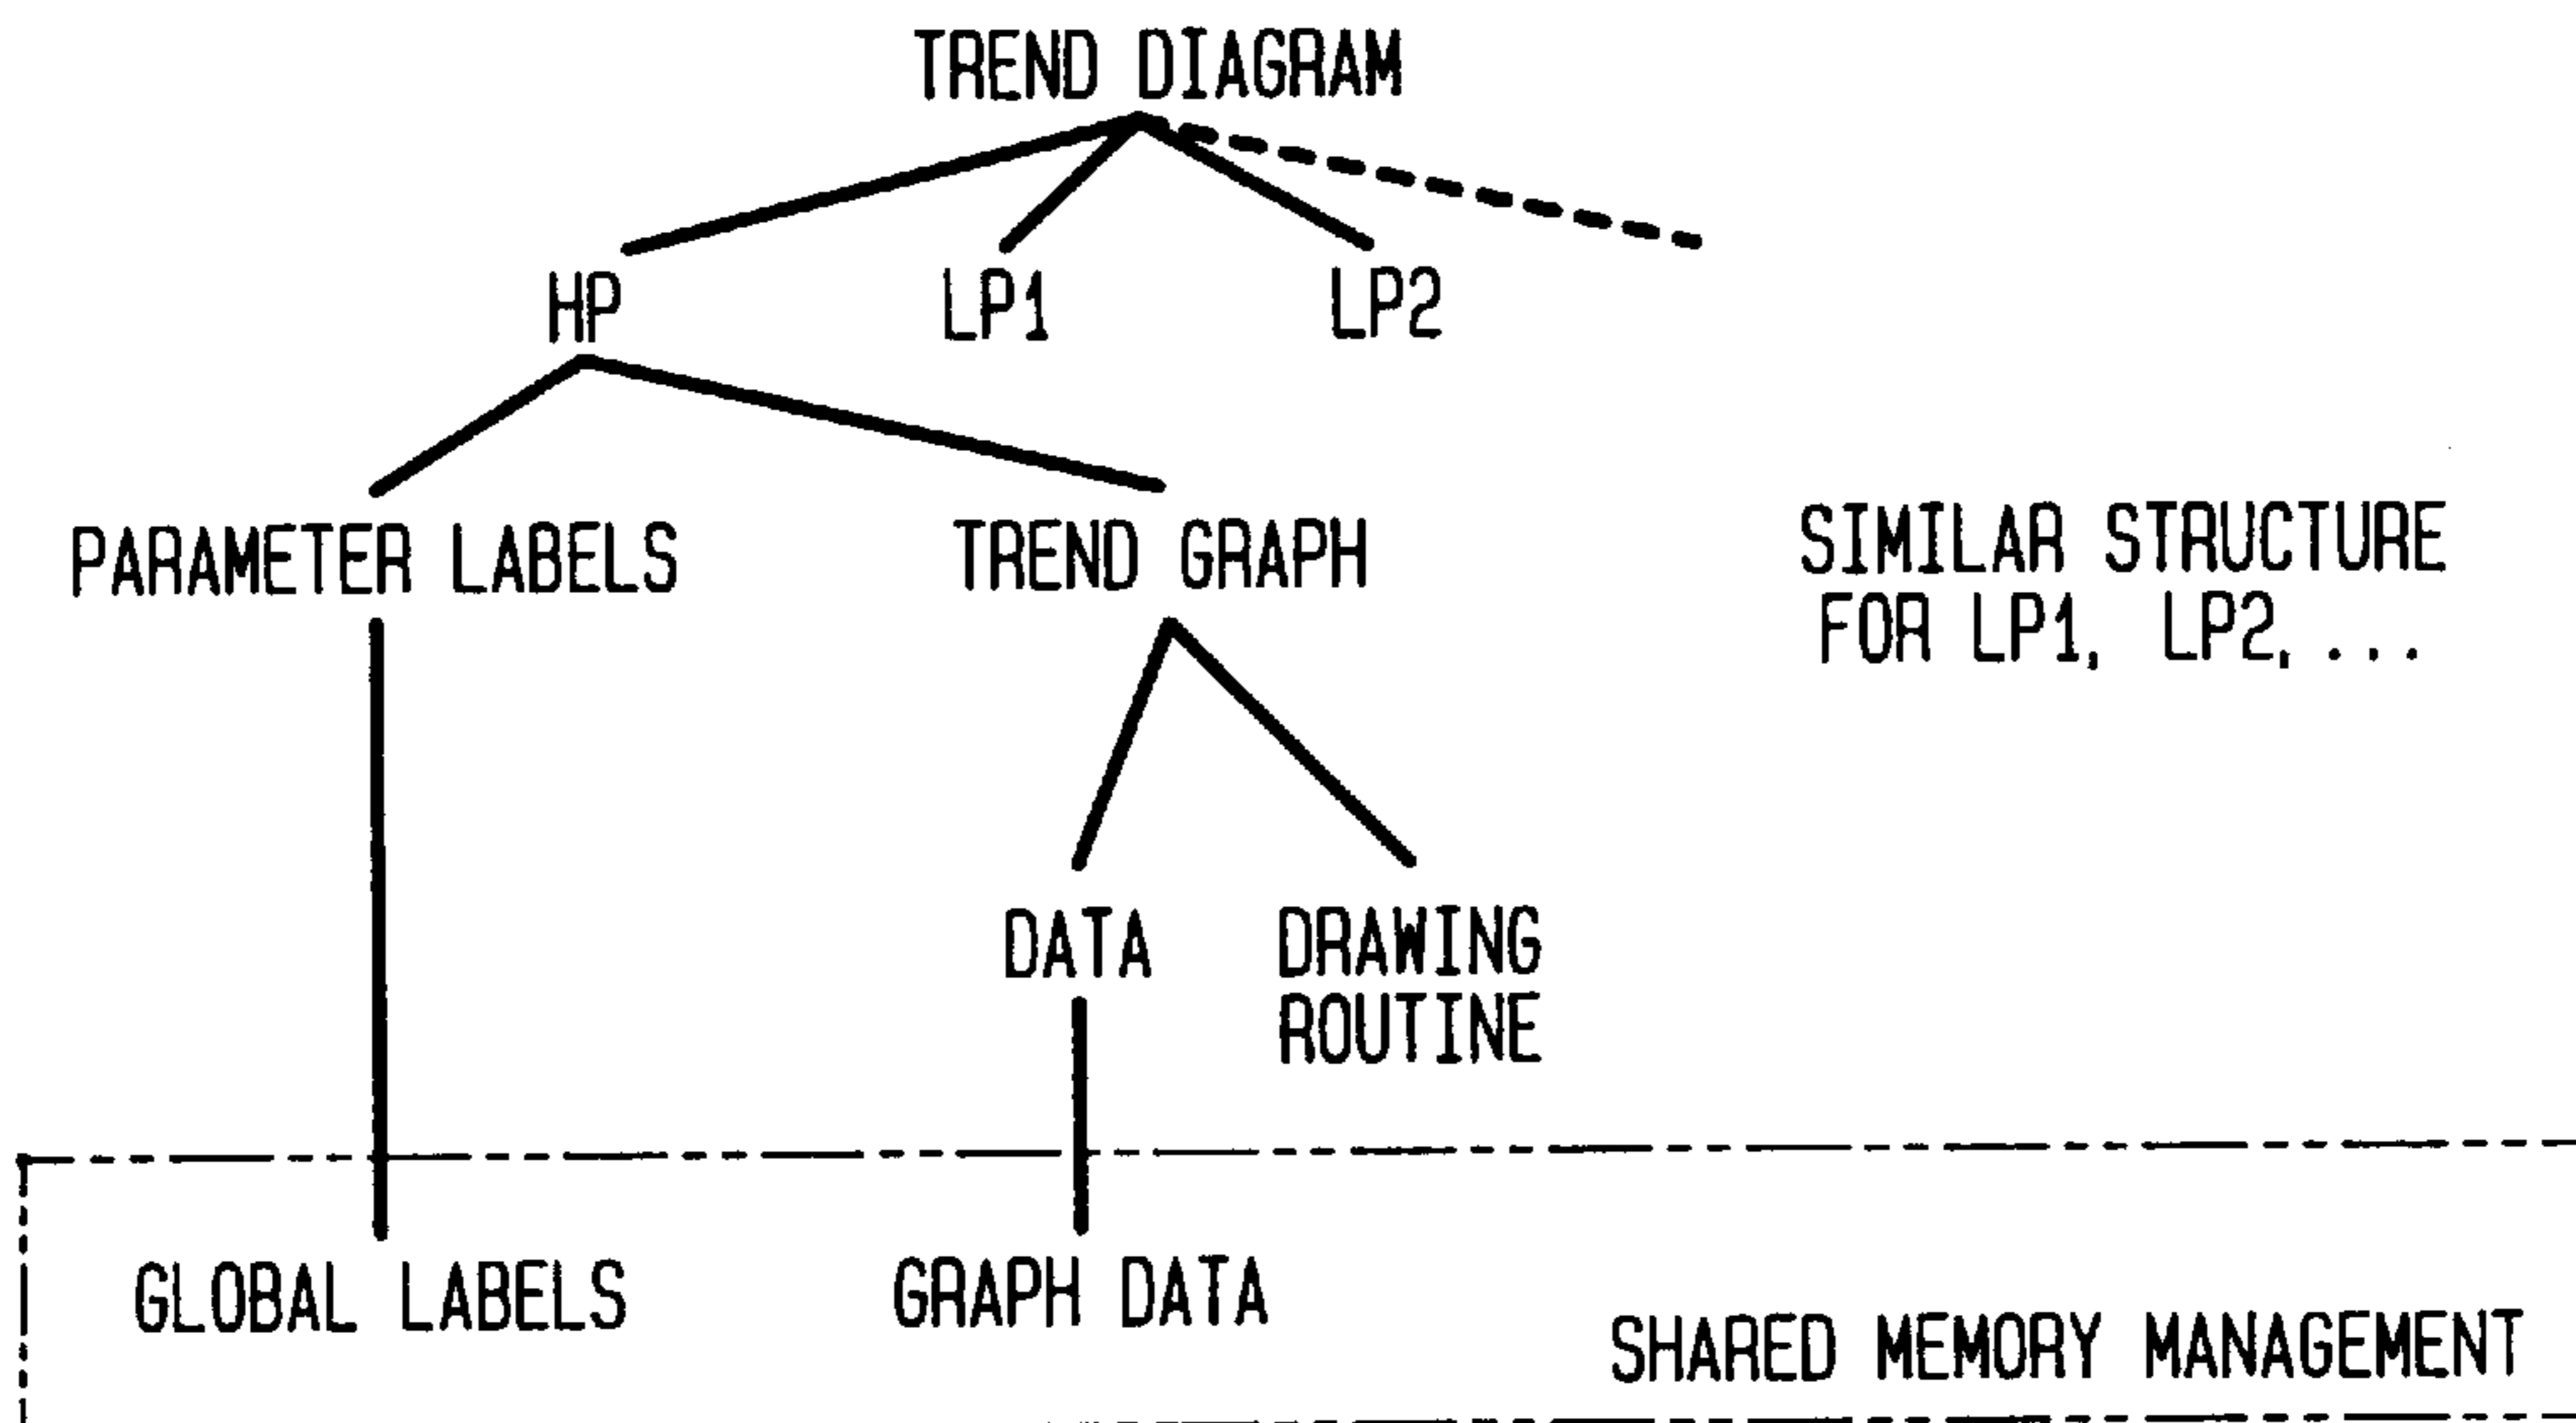 TREND DIAGRAM
HP
LP1
LP2
PARAMETER LABELS
TREND GRAPH
SIMILAR STRUCTURE
FOR LP1, LP2, ...
DATA
DRAWING
ROUTINE
GLOBAL LABELS
GRAPH DATA
SHARED MEMORY MANAGEMENT